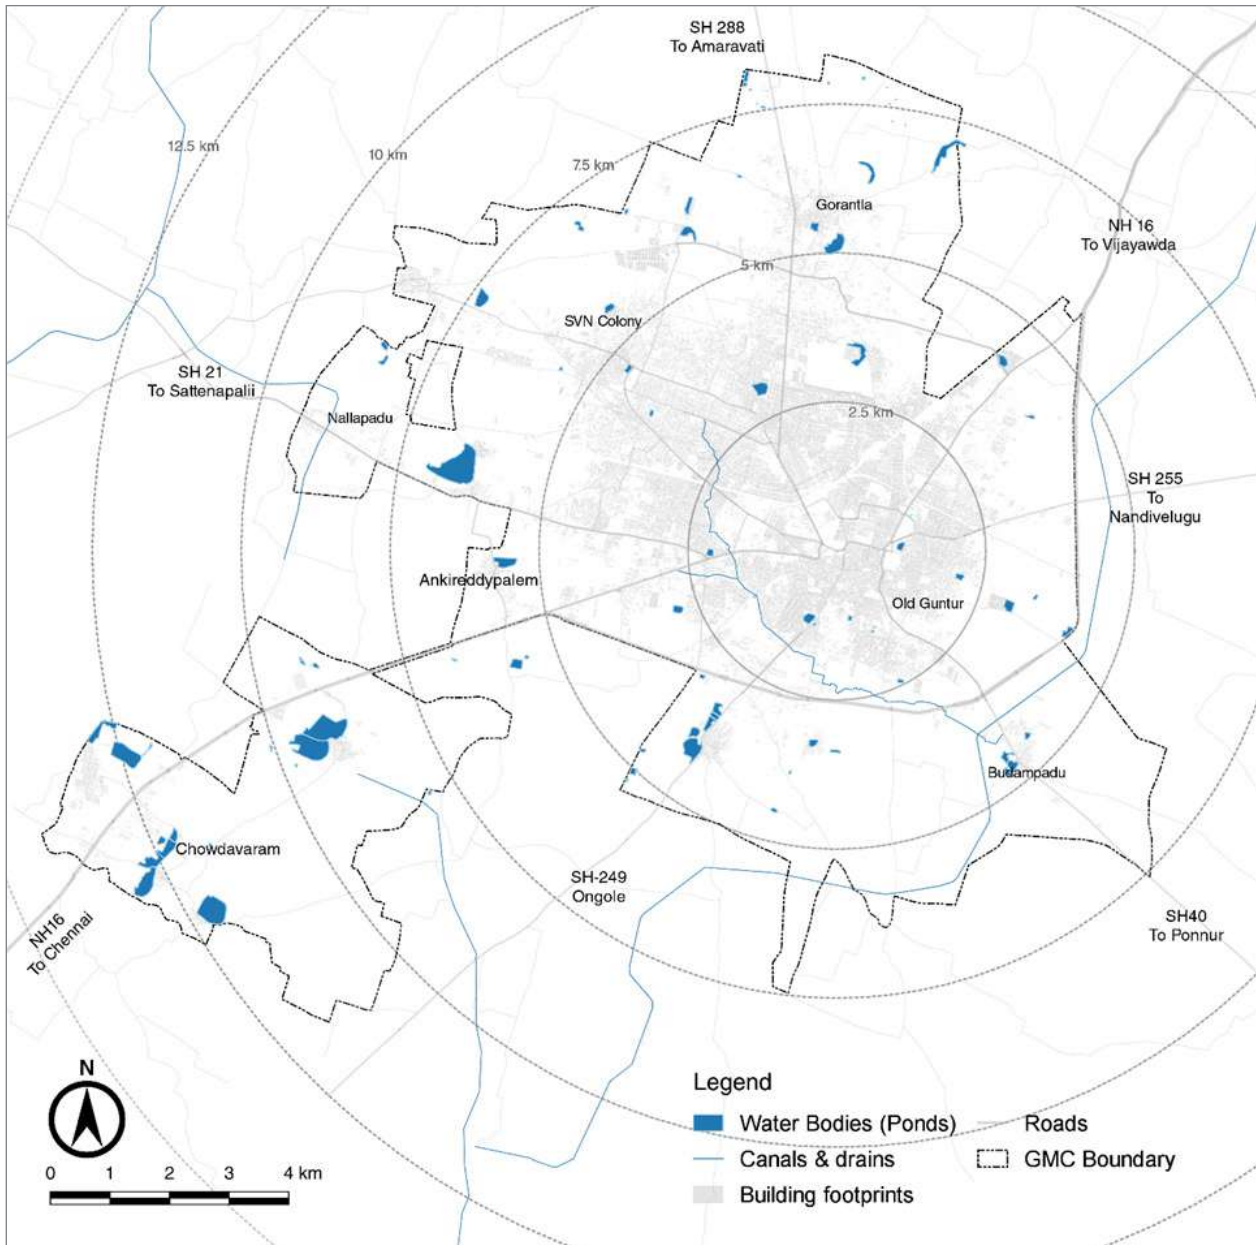 SH 288
To Amaravati
12.5 km
10 km
7.5 km
Gorantla
NH 16
To Vijayawda
5 km
SVN Colony
SH 21
To Sattenapalii
Nallapadu
2.5 km
SH 255
To
Nandivelugu
Ankireddypalem
Old Guntur
Budampadu
Chowdavaram
SH-249
Ongole
NH16
To Chennai
SH40
To Ponnur
N
0 1 2 3 4 km
Legend
Water Bodies (Ponds)
Roads
Canals & drains
GMC Boundary
Building footprints